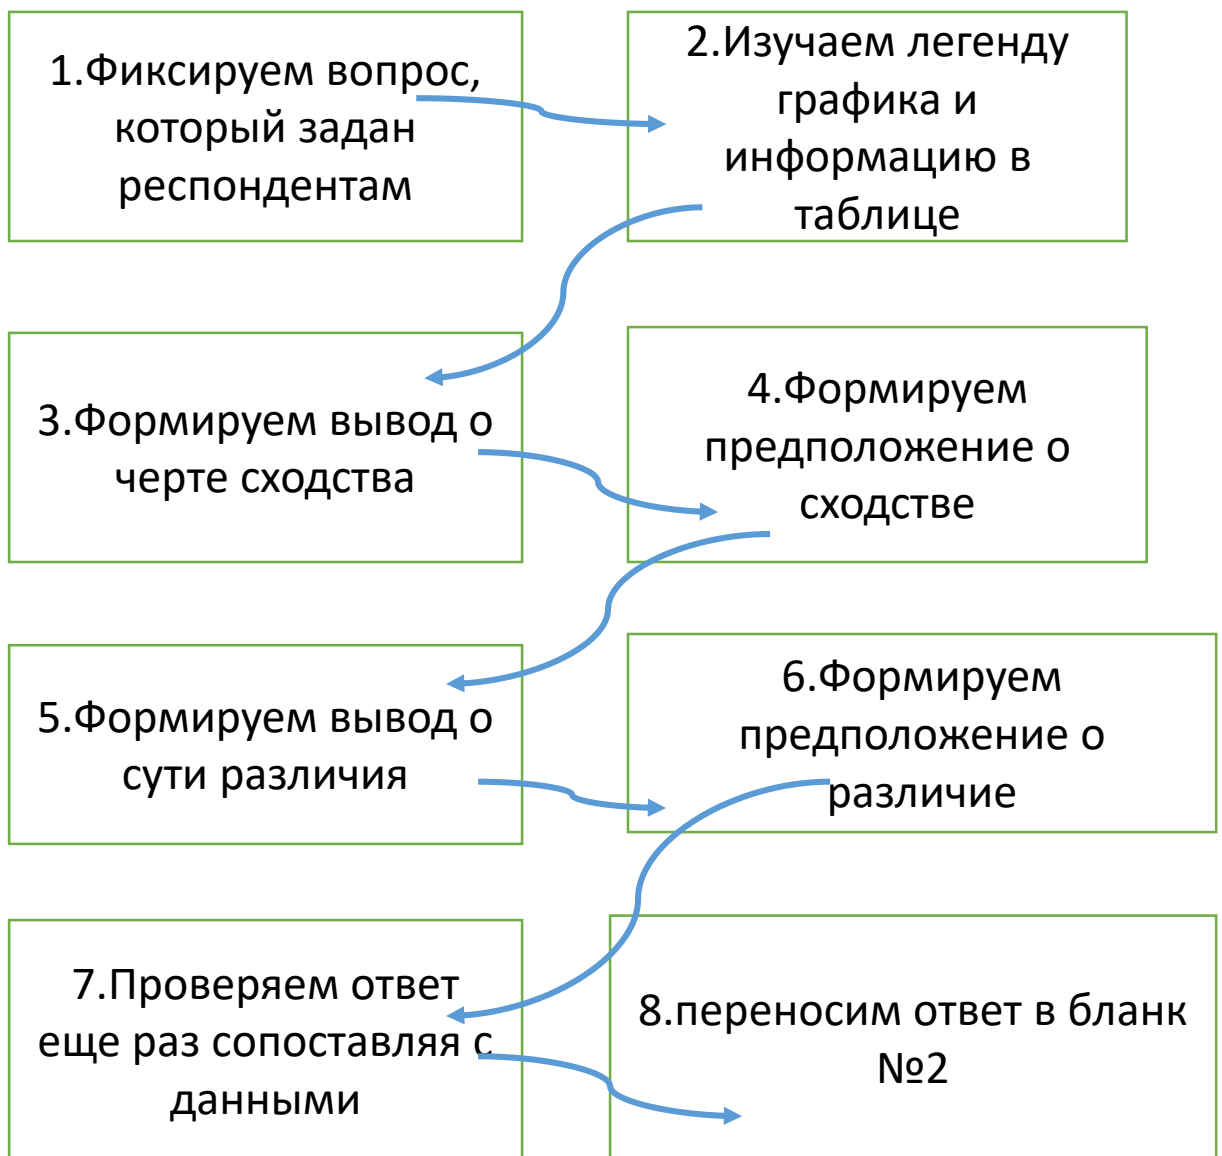 1.Фиксируем вопрос,
который задан
респондентам
2.Изучаем легенду
графика и
информацию в
таблице
3.Формируем вывод о
черте сходства
4.Формируем
предположение о
сходстве
5.Формируем вывод о
сути различия
6.Формируем
предположение о
различие
7.Проверяем ответ
еще раз сопоставляя с
данными
8.переносим ответ в бланк
№2